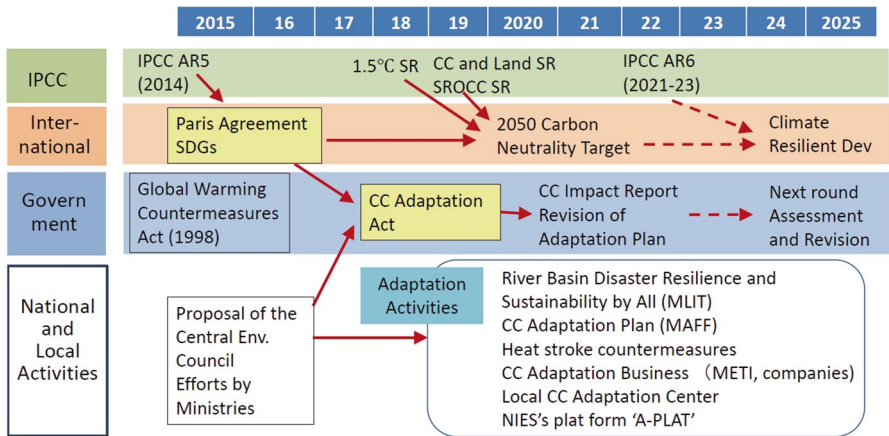 2015 16 17 18 19 2020 21 22 23 24 2025
IPCC
IPCC AR5
(2014)
1.5℃ SR
CC and Land SR
SROCC SR
IPCC AR6
(2021-23)
Inter-
national
Paris Agreement
SDGs
2050 Carbon
Neutrality Target
Climate
Resilient Dev
Govern
ment
Global Warming
Countermeasures
Act (1998)
CC Adaptation
Act
CC Impact Report
Revision of
Adaptation Plan
Next round
Assessment
and Revision
National
and
Local
Activities
Proposal of the
Central Env.
Council
Efforts by
Ministries
Adaptation
Activities
River Basin Disaster Resilience and
Sustainability by All (MLIT)
CC Adaptation Plan (MAFF)
Heat stroke countermeasures
CC Adaptation Business （METI, companies)
Local CC Adaptation Center
NIES's plat form 'A-PLAT'